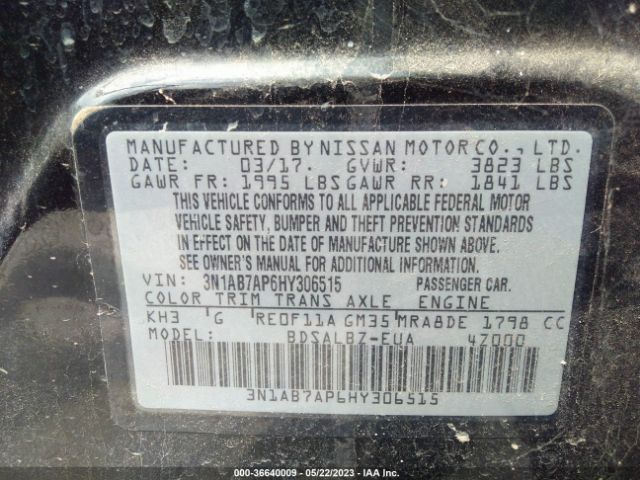 MANUFACTURED BY NISSAN MOTOR CO., LTD.
DATE: 03/17. GVWR: 3823 LBS
GAWR FR: 1995 LBS GAWR RR: 1841 LBS
THIS VEHICLE CONFORMS TO ALL APPLICABLE FEDERAL MOTOR
VEHICLE SAFETY, BUMPER AND THEFT PREVENTION STANDARDS
IN EFFECT ON THE DATE OF MANUFACTURE SHOWN ABOVE.
SEE OWNER'S MANUAL FOR ADDITIONAL INFORMATION.
VIN: 3N1AB7AP6HY306515 PASSENGER CAR.
COLOR TRIM TRANS AXLE ENGINE
KH3 G RE0F11A GM35 MRA8DE 1798 CC
MODEL: BDSALBZ-EUA 4Z000
3N1AB7AP6HY306515
000-36640009 - 05/22/2023 - IAA Inc.